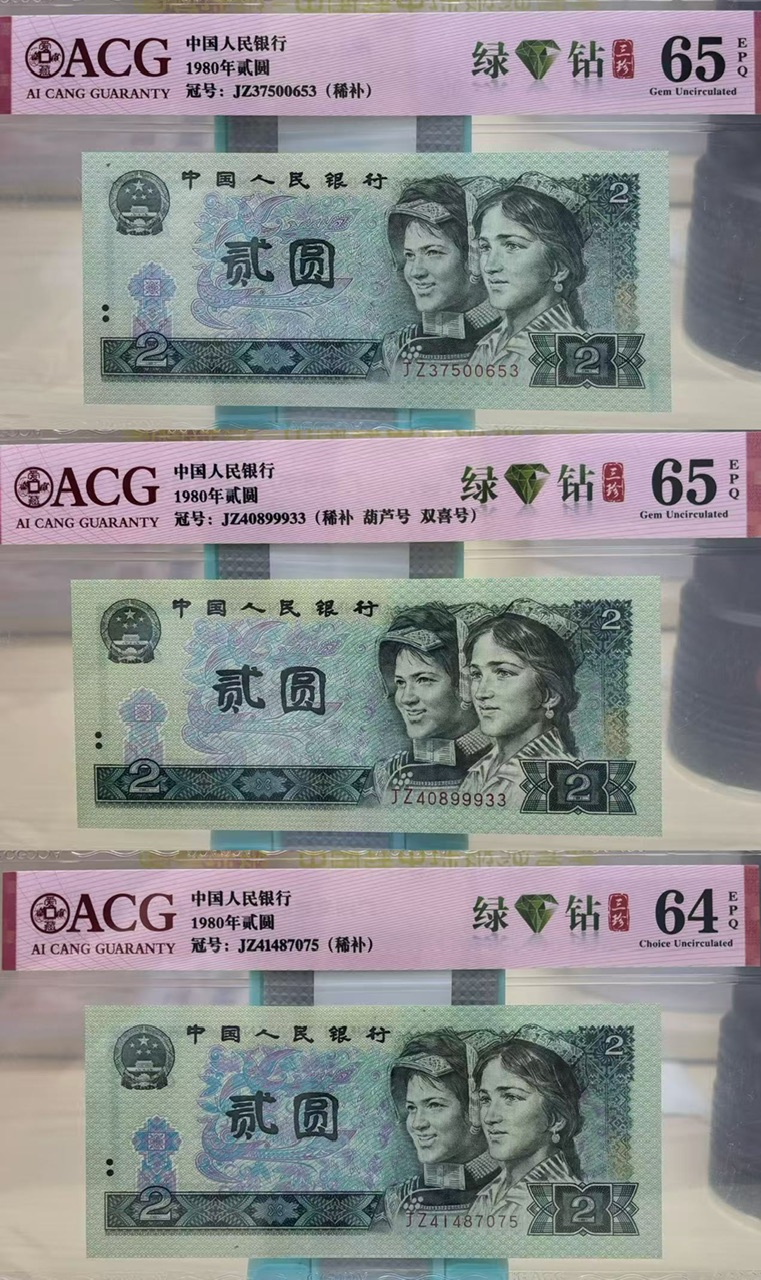 ACG
AI CANG GUARANTY
中国人民银行
1980年贰圆
冠号：JZ37500653（稀补）
绿 钻 三珍
65
EPQ
Gem Uncirculated
中国人民银行
2
贰圆
2
JZ37500653
2
ACG
AI CANG GUARANTY
中国人民银行
1980年贰圆
冠号：JZ40899933（稀补 葫芦号 双喜号）
绿 钻 三珍
65
EPQ
Gem Uncirculated
中国人民银行
2
贰圆
2
JZ40899933
2
ACG
AI CANG GUARANTY
中国人民银行
1980年贰圆
冠号：JZ41487075（稀补）
绿 钻 三珍
64
EPQ
Choice Uncirculated
中国人民银行
2
贰圆
2
JZ41487075
2